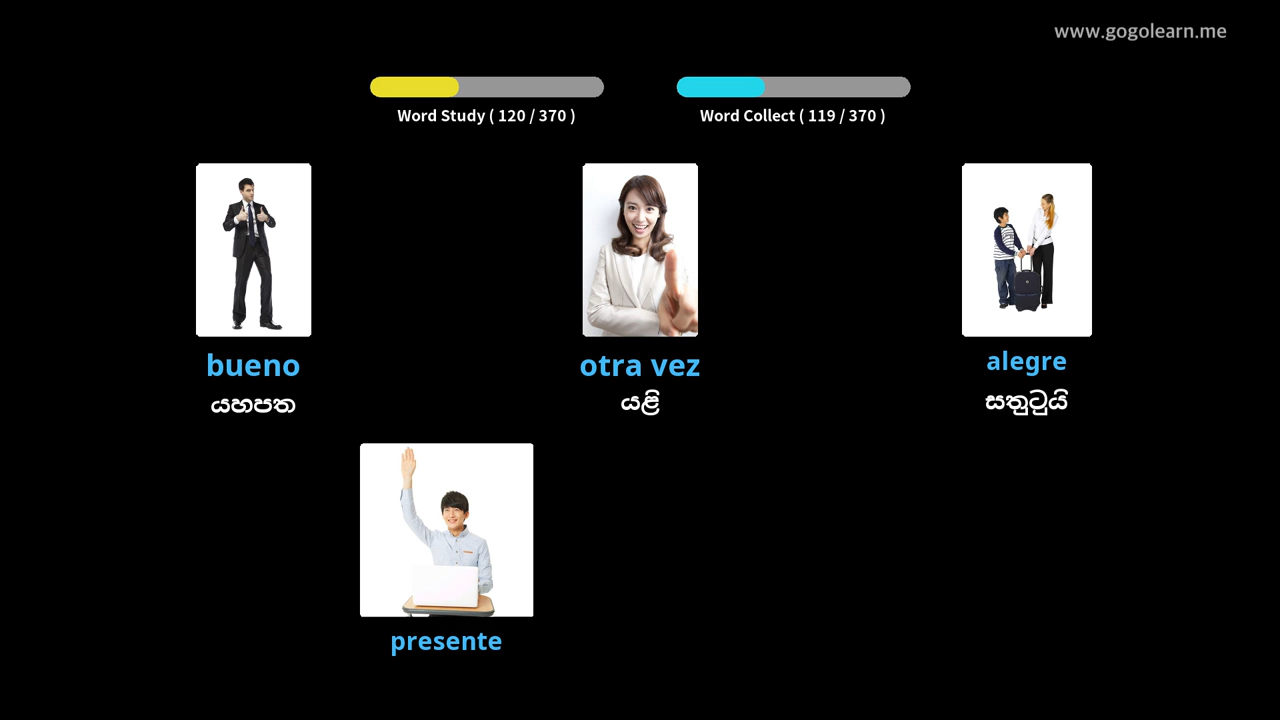 www.gogolearn.me
Word Study ( 120 / 370 )
Word Collect ( 119 / 370 )
bueno
otra vez
alegre
යහපත
යළි
සතුටුයි
presente